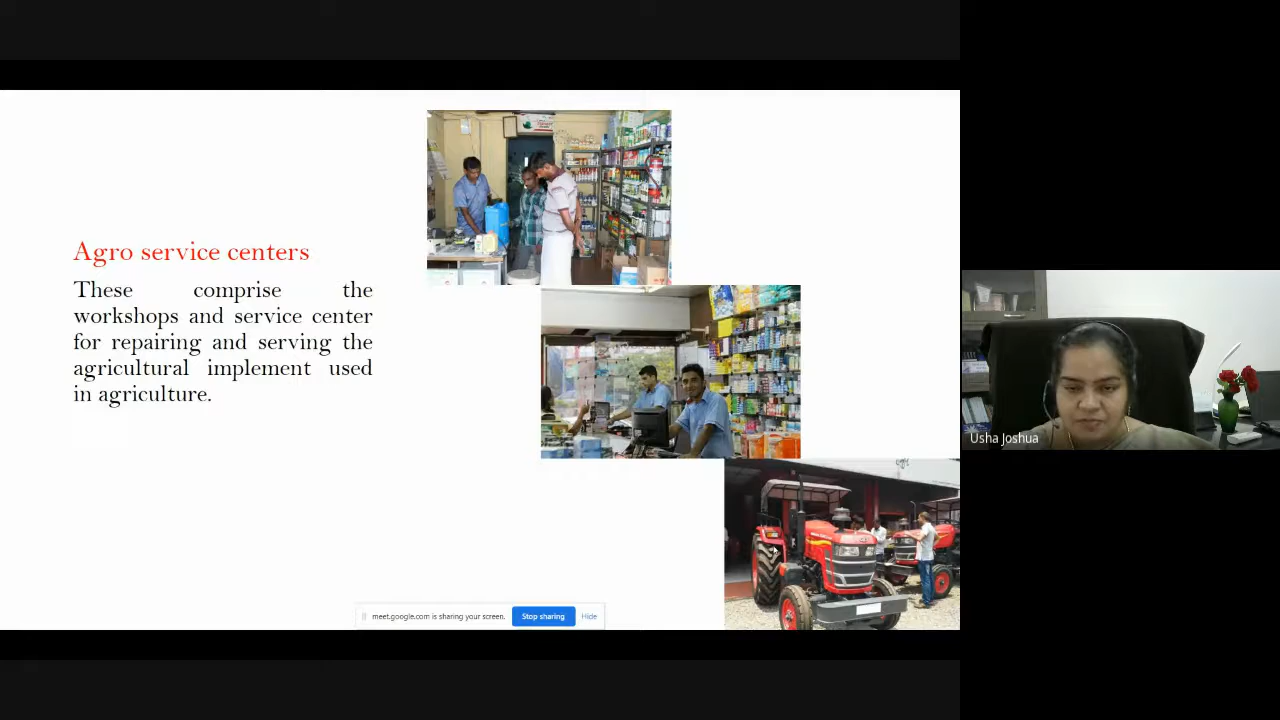 Agro service centers
These comprise the
workshops and service center
for repairing and serving the
agricultural implement used
in agriculture.
meet.google.com is sharing your screen.
Stop sharing
Hide
Usha Joshua